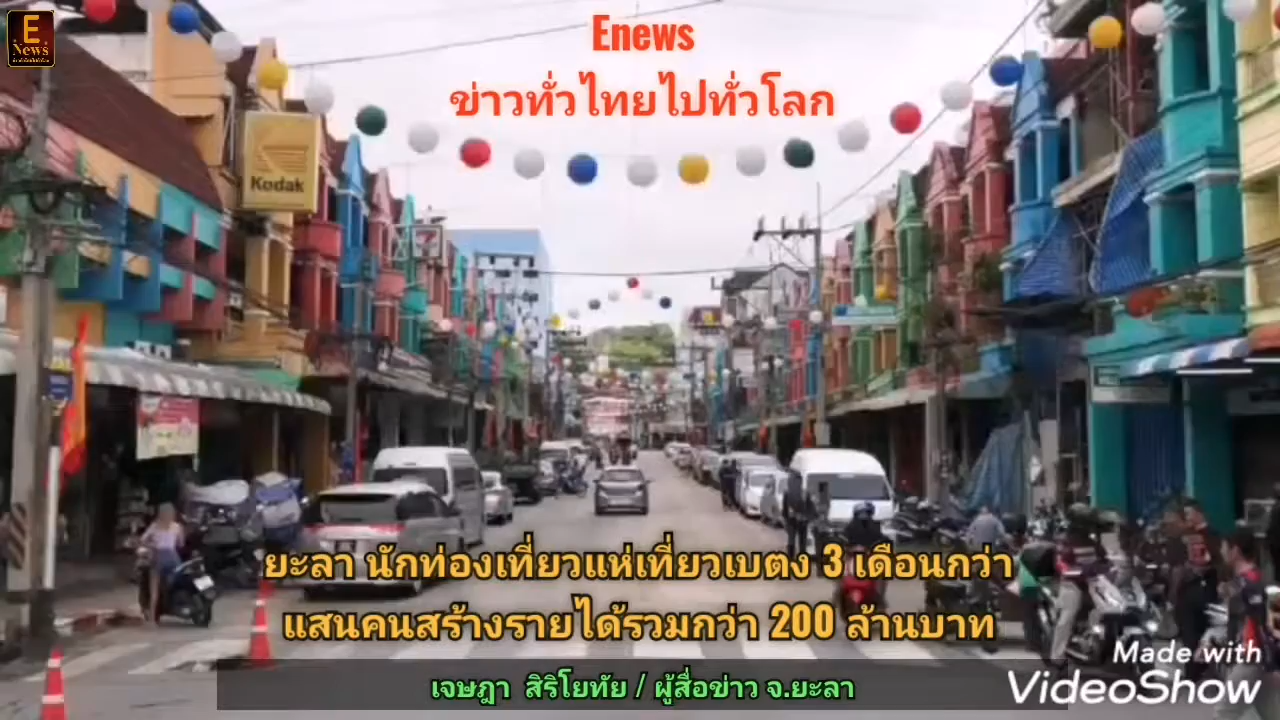 E
News
Enews
ข่าวทั่วไทยไปทั่วโลก
Kodak
ยะลา นักท่องเที่ยวแห่เที่ยวเบตง 3 เดือนกว่า
แสนคนสร้างรายได้รวมกว่า 200 ล้านบาท
เจษฎา สิริโยทัย / ผู้สื่อข่าว จ.ยะลา
Made with
VideoShow